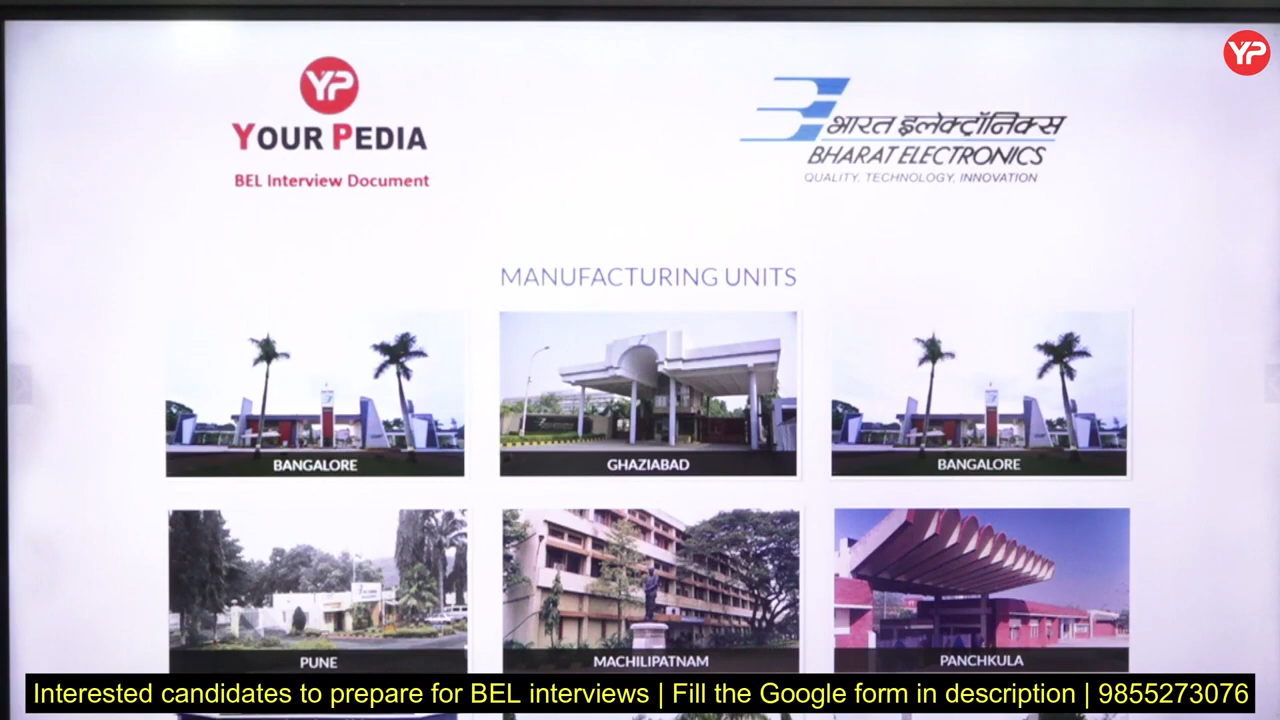 YP
YP
YOUR PEDIA
BEL Interview Document
भारत इलेक्ट्रॉनिक्स
BHARAT ELECTRONICS
QUALITY, TECHNOLOGY, INNOVATION
MANUFACTURING UNITS
BANGALORE
GHAZIABAD
BANGALORE
PUNE
MACHILIPATNAM
PANCHKULA
Interested candidates to prepare for BEL interviews | Fill the Google form in description | 9855273076